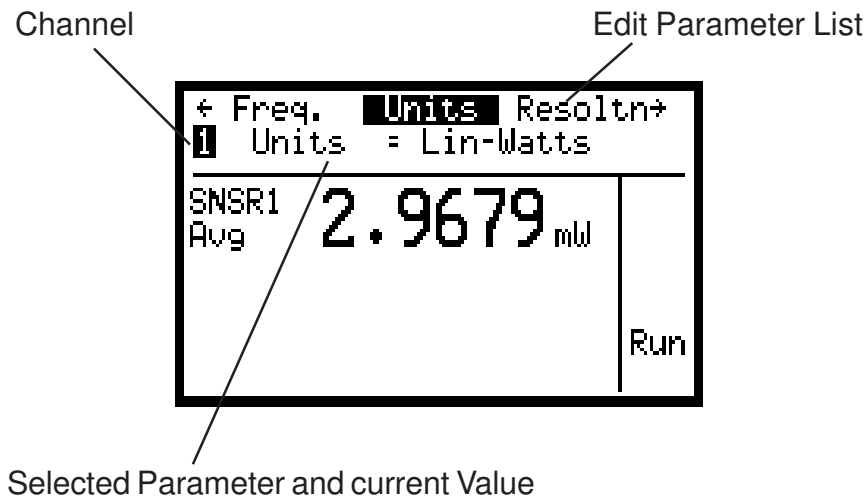 Channel
Edit Parameter List
← Freq. Units Resoltn→
1 Units = Lin-Watts
SNSR1
Avg
2.9679 mW
Run
Selected Parameter and current Value